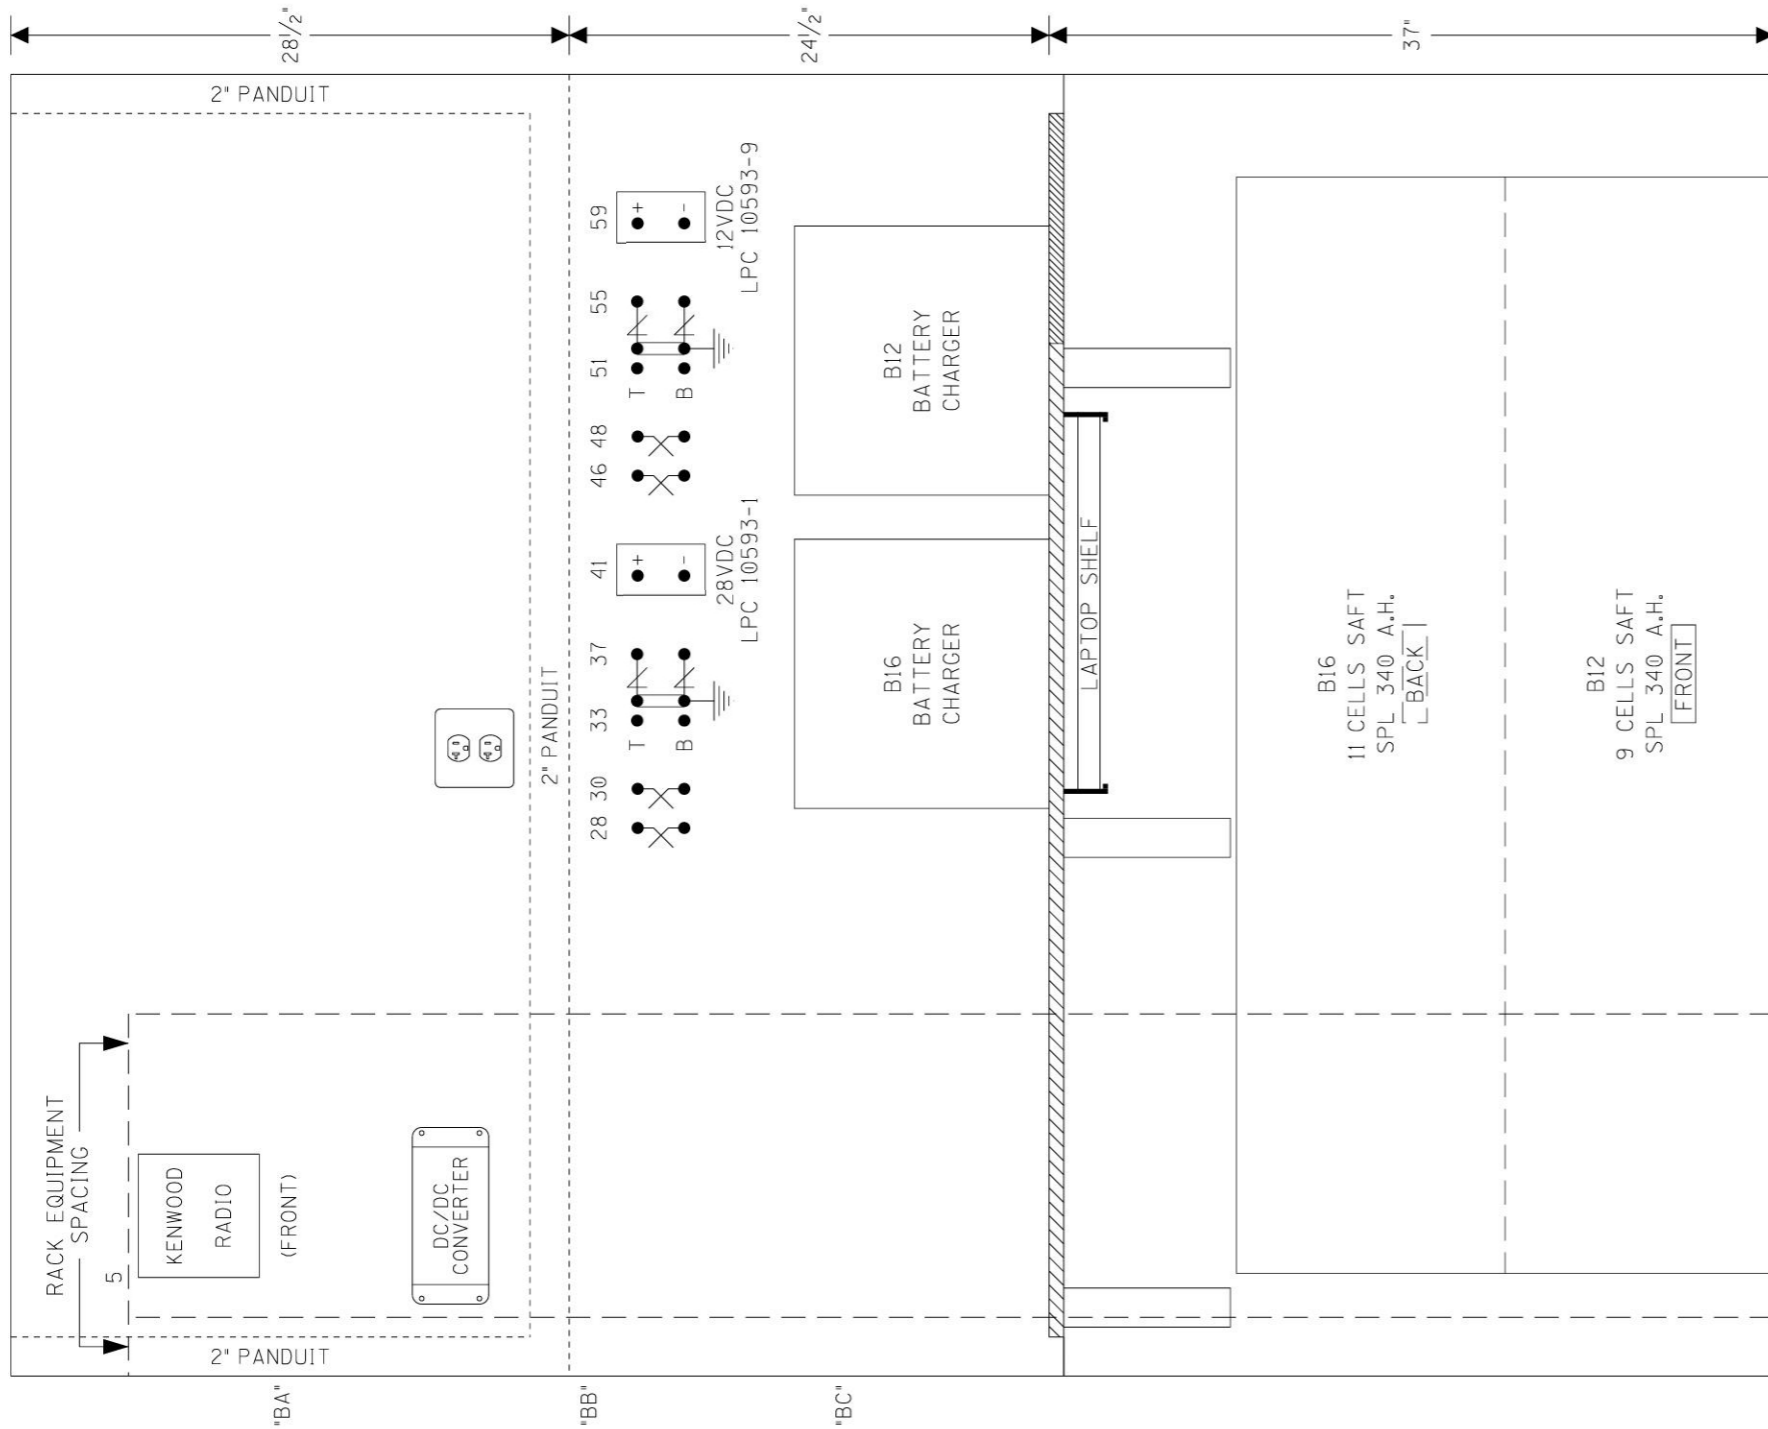 28½"
24½"
37"
2" PANDUIT
RACK EQUIPMENT
SPACING
5
KENWOOD
RADIO
(FRONT)
DC/DC
CONVERTER
2" PANDUIT
2" PANDUIT
"BA"
"BB"
"BC"
28 30 33 37 41 46 48 51 55 59
T
B
+
-
28VDC
LPC 10593-1
T
B
+
-
12VDC
LPC 10593-9
B16
BATTERY
CHARGER
B12
BATTERY
CHARGER
LAPTOP SHELF
B16
11 CELLS SAFT
SPL 340 A.H.
BACK
B12
9 CELLS SAFT
SPL 340 A.H.
FRONT